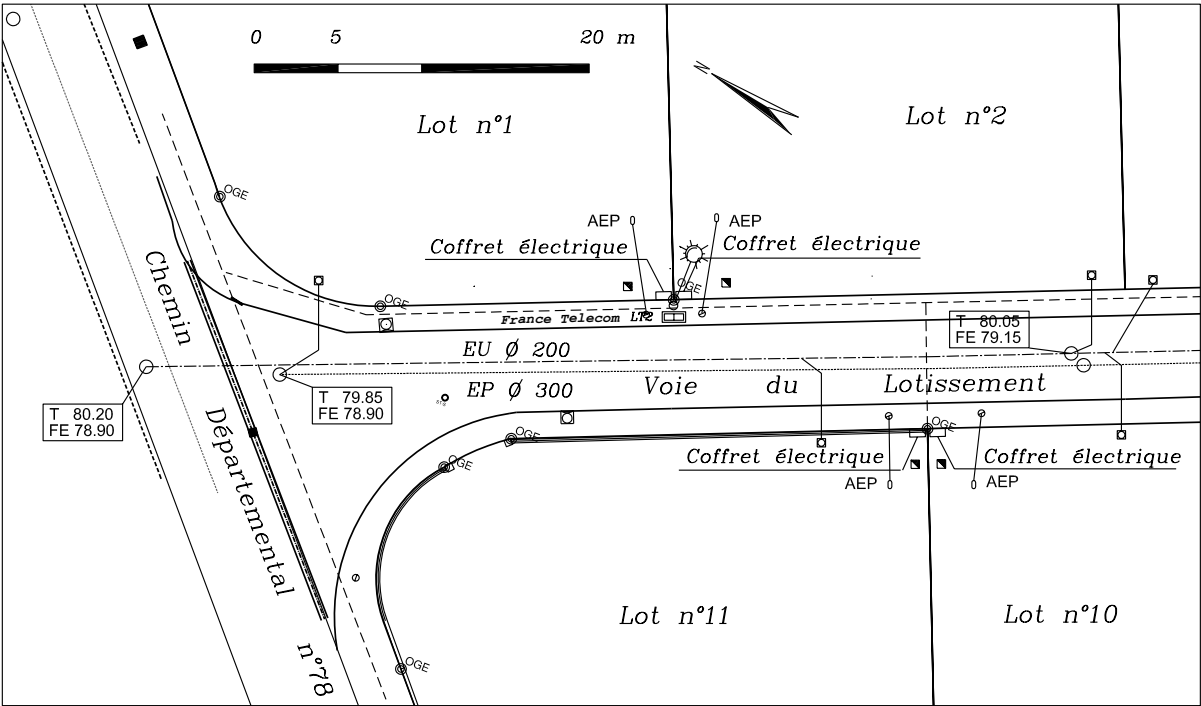 0 5 20 m
N
Lot n°1
Lot n°2
OGE
AEP
AEP
Coffret électrique
Coffret électrique
OGE
OGE
France Telecom LT2
T 80.05
FE 79.15
EU Ø 200
EP Ø 300
Voie du Lotissement
T 79.85
FE 78.90
T 80.20
FE 78.90
Chemin Départemental n°78
OGE
OGE
OGE
Coffret électrique
Coffret électrique
AEP
AEP
Lot n°11
Lot n°10
OGE